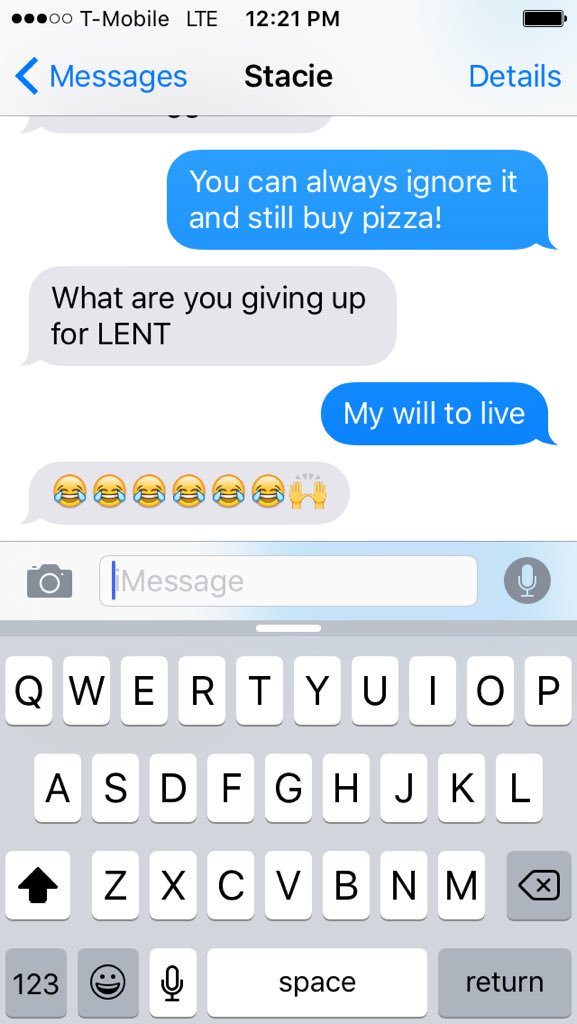 T-Mobile LTE 12:21 PM
Messages Stacie Details
You can always ignore it
and still buy pizza!
What are you giving up
for LENT
My will to live
😂😂😂😂😂😂🙌
iMessage
Q W E R T Y U I O P
A S D F G H J K L
Z X C V B N M
123 space return